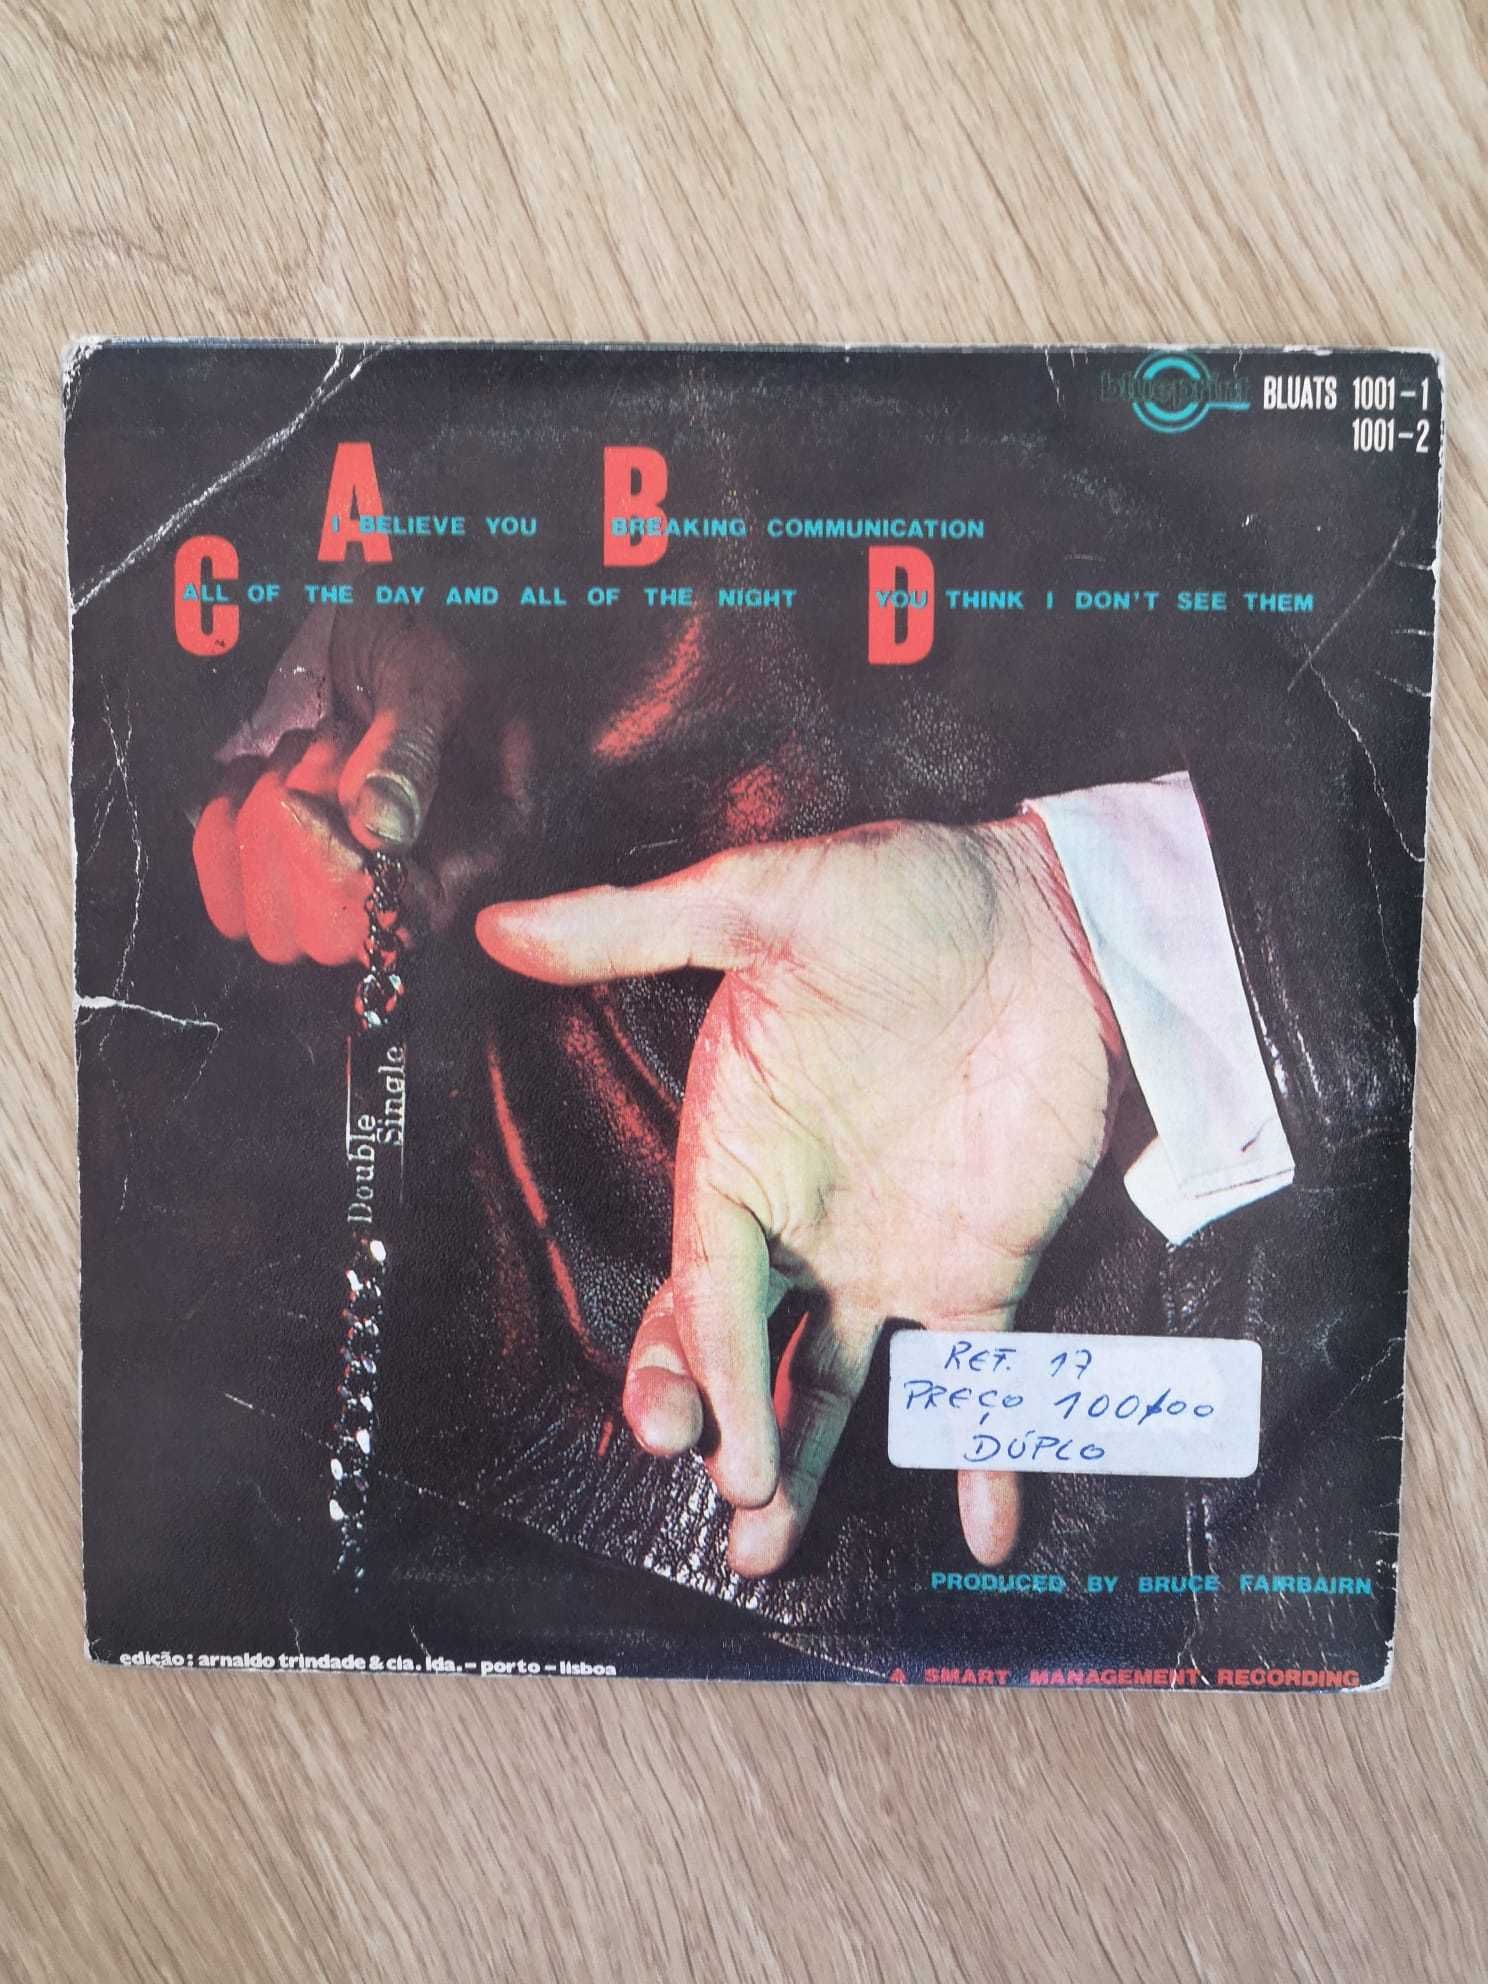 blueprint
BLUATS 1001-1
1001-2
A
I BELIEVE YOU
B
BREAKING COMMUNICATION
C
ALL OF THE DAY AND ALL OF THE NIGHT
D
YOU THINK I DON'T SEE THEM
Double
Single
REF. 17
PREÇO 100$00
DÚPLO
PRODUCED BY BRUCE FAIRBAIRN
edição: arnaldo trindade & cia. lda. - porto - lisboa
A SMART MANAGEMENT RECORDING